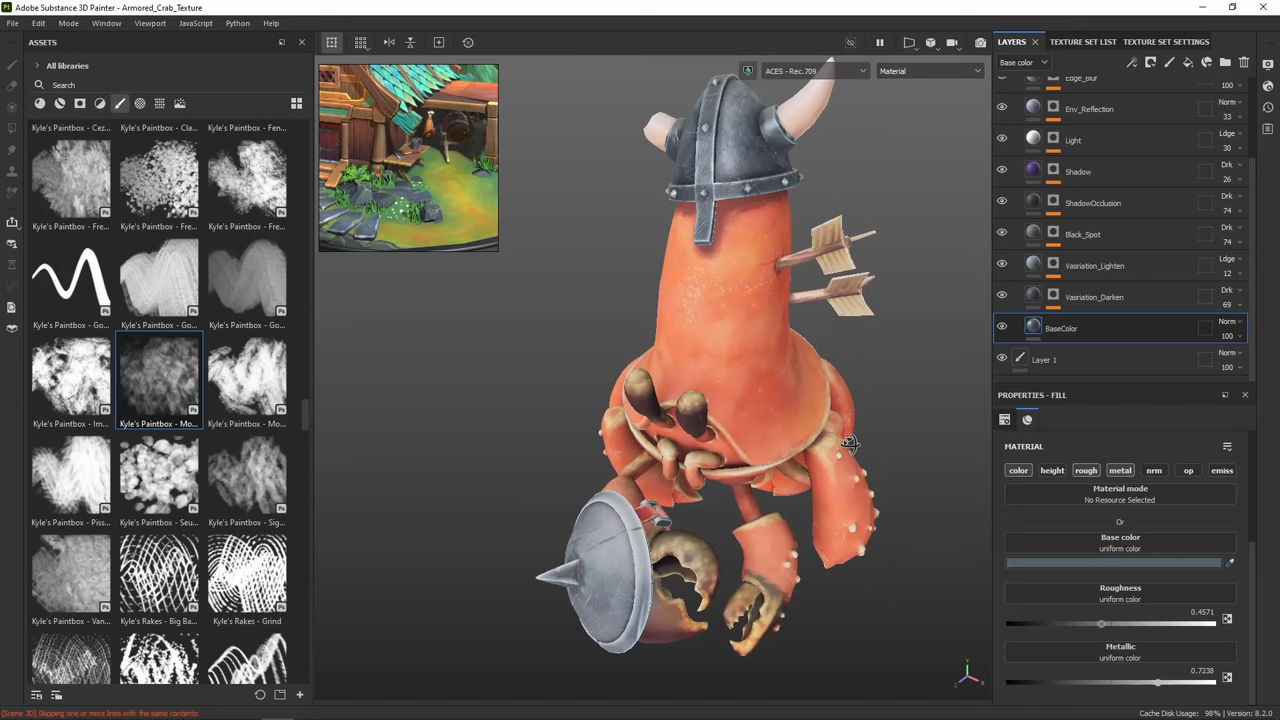 Pt Adobe Substance 3D Painter - Armored_Crab_Texture
File Edit Mode Window Viewport JavaScript Python Help
ASSETS
All libraries
Search
Kyle's Paintbox - Cez... Kyle's Paintbox - Cla... Kyle's Paintbox - Fen...
Kyle's Paintbox - Fre... Kyle's Paintbox - Fre... Kyle's Paintbox - Fre...
Kyle's Paintbox - Go... Kyle's Paintbox - Go... Kyle's Paintbox - Go...
Kyle's Paintbox - Im... Kyle's Paintbox - Mo... Kyle's Paintbox - Mo...
Kyle's Paintbox - Piss... Kyle's Paintbox - Seu... Kyle's Paintbox - Sig...
Kyle's Paintbox - Van... Kyle's Rakes - Big Ba... Kyle's Rakes - Grind
[Scene 3D] Skipping one or more lines with the same contents
ACES - Rec.709
Material
LAYERS TEXTURE SET LIST TEXTURE SET SETTINGS
Base color
Edge_Blur 100
Env_Reflection Norm 33
Light Ldge 30
Shadow Drk 26
ShadowOcclusion Drk 74
Black_Spot Drk 74
Vasriation_Lighten Ldge 12
Vasriation_Darken Drk 69
BaseColor Norm 100
Layer 1 Norm 100
PROPERTIES - FILL
MATERIAL
color height rough metal nrm op emiss
Material mode
No Resource Selected
Or
Base color
uniform color
Roughness
uniform color
0.4571
Metallic
uniform color
0.7238
Cache Disk Usage: 98% | Version: 8.2.0